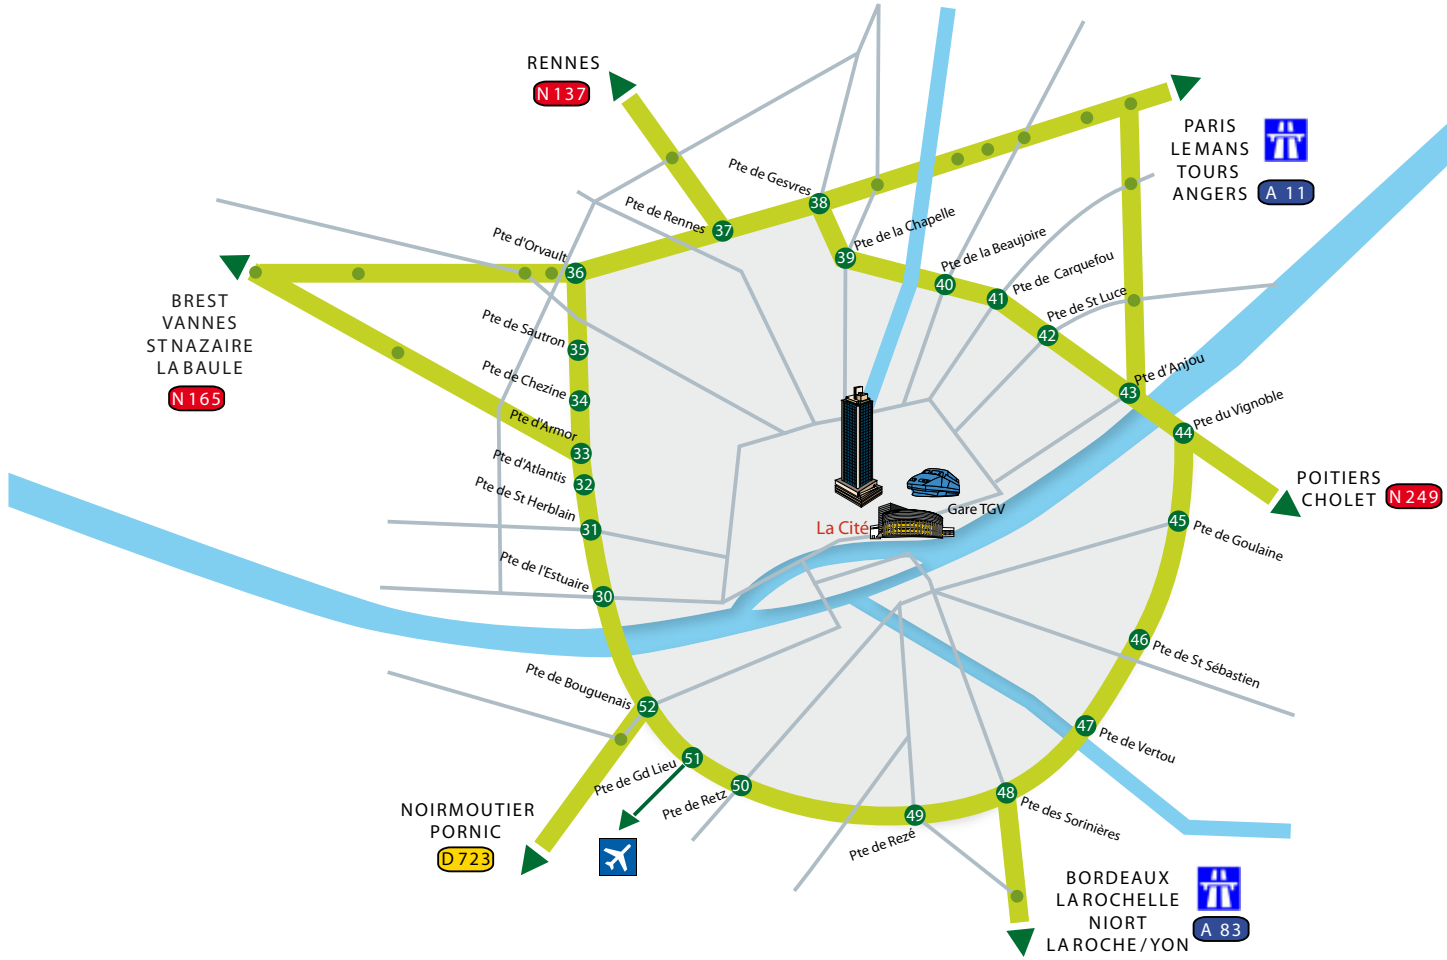 RENNES
N 137
PARIS
LEMANS
TOURS
ANGERS
A 11
Pte de Gesvres
38
Pte de Rennes
37
Pte de la Chapelle
39
Pte d'Orvault
36
Pte de la Beaujoire
40
Pte de Carquefou
41
Pte de St Luce
42
BREST
VANNES
ST NAZAIRE
LA BAULE
N 165
Pte de Sautron
35
Pte de Chezine
34
Pte d'Armor
33
Pte d'Atlantis
32
Pte de St Herblain
31
Pte de l'Estuaire
30
Pte d'Anjou
43
Pte du Vignoble
44
POITIERS
CHOLET
N 249
La Cité
Gare TGV
45
Pte de Goulaine
46
Pte de St Sébastien
47
Pte de Vertou
Pte de Bouguenais
52
Pte de Gd Lieu
51
Pte de Retz
50
Pte de Rezé
49
48
Pte des Sorinières
NOIRMOUTIER
PORNIC
D 723
BORDEAUX
LA ROCHELLE
NIORT
LA ROCHE/YON
A 83